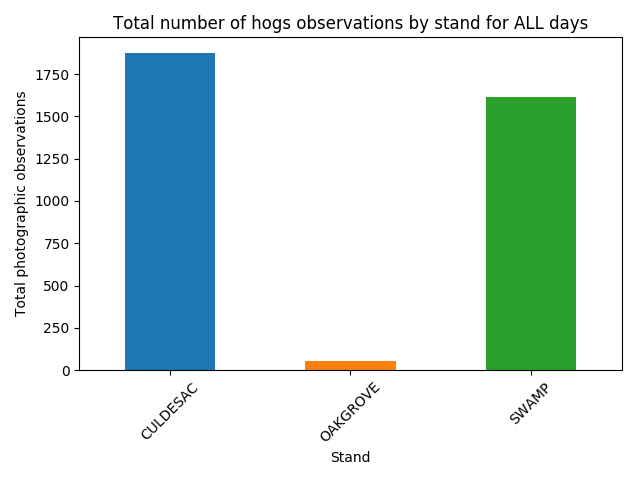 Total number of hogs observations by stand for ALL days
Total photographic observations
1750
1500
1250
1000
750
500
250
0
CULDESAC
OAKGROVE
SWAMP
Stand